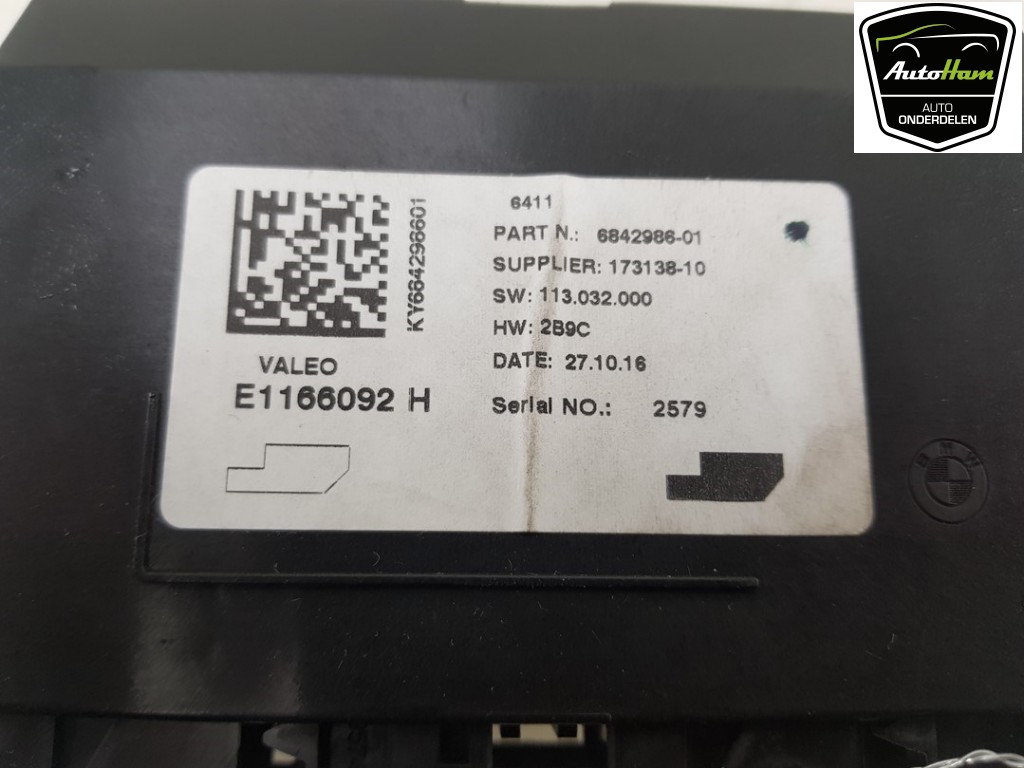 AutoHam
AUTO
ONDERDELEN
KY684298601
VALEO
E1166092 H
6411
PART N.: 6842986-01
SUPPLIER: 173138-10
SW: 113.032.000
HW: 2B9C
DATE: 27.10.16
Serial NO.: 2579
BMW